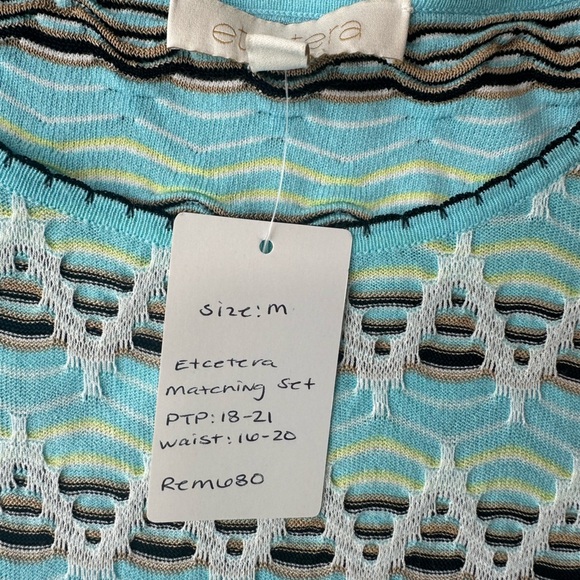 etcetera
size: m
Etcetera
matching set
PTP: 18-21
waist: 16-20
Rem680